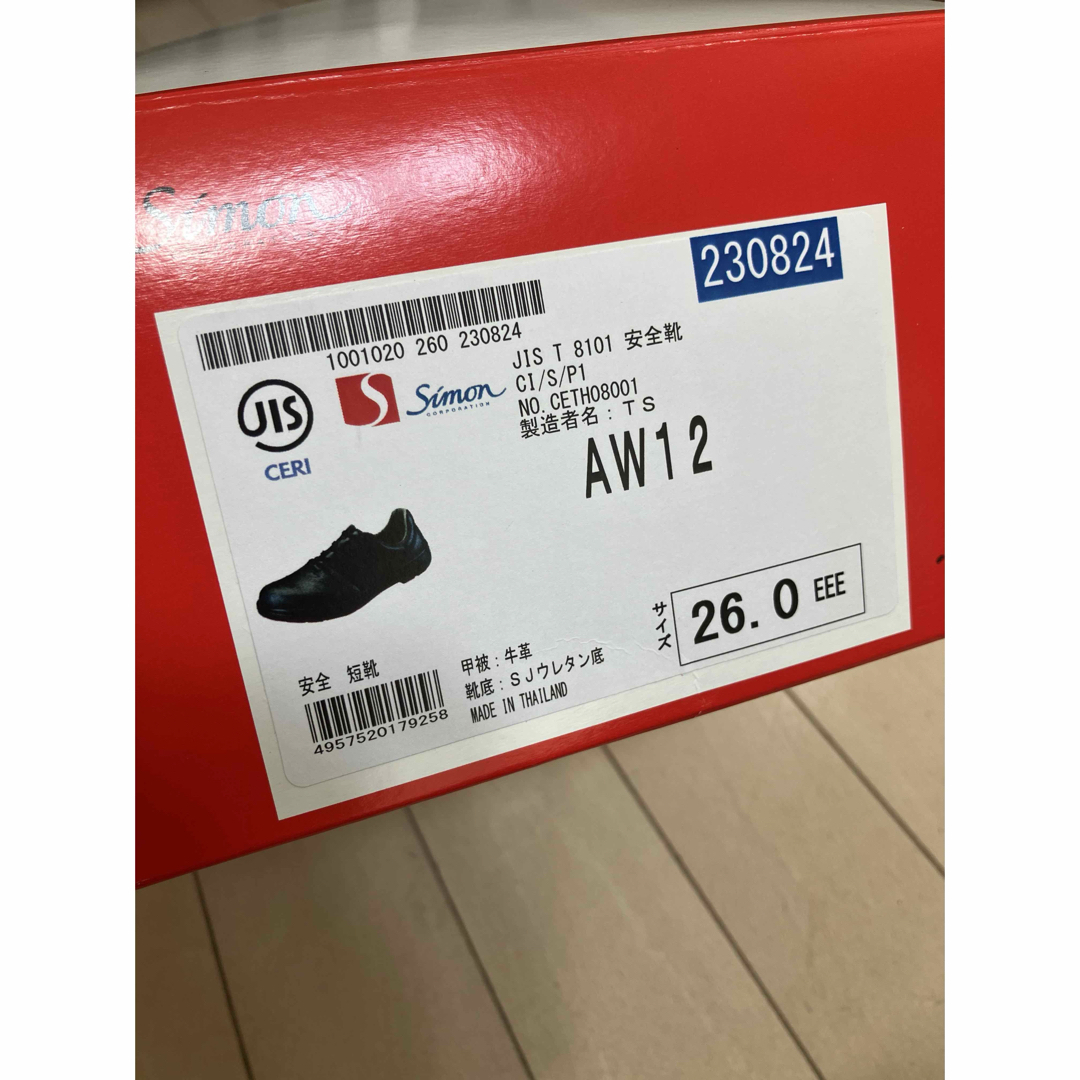 Simon
230824
1001020 260 230824
JIS T 8101 安全靴
CI/S/P1
NO.CETH08001
製造者名：TS
JIS
CERI
S
Simon
CORPORATION
AW12
サイズ
26.0 EEE
安全 短靴
甲被：牛革
靴底：SJウレタン底
MADE IN THAILAND
4957520179258